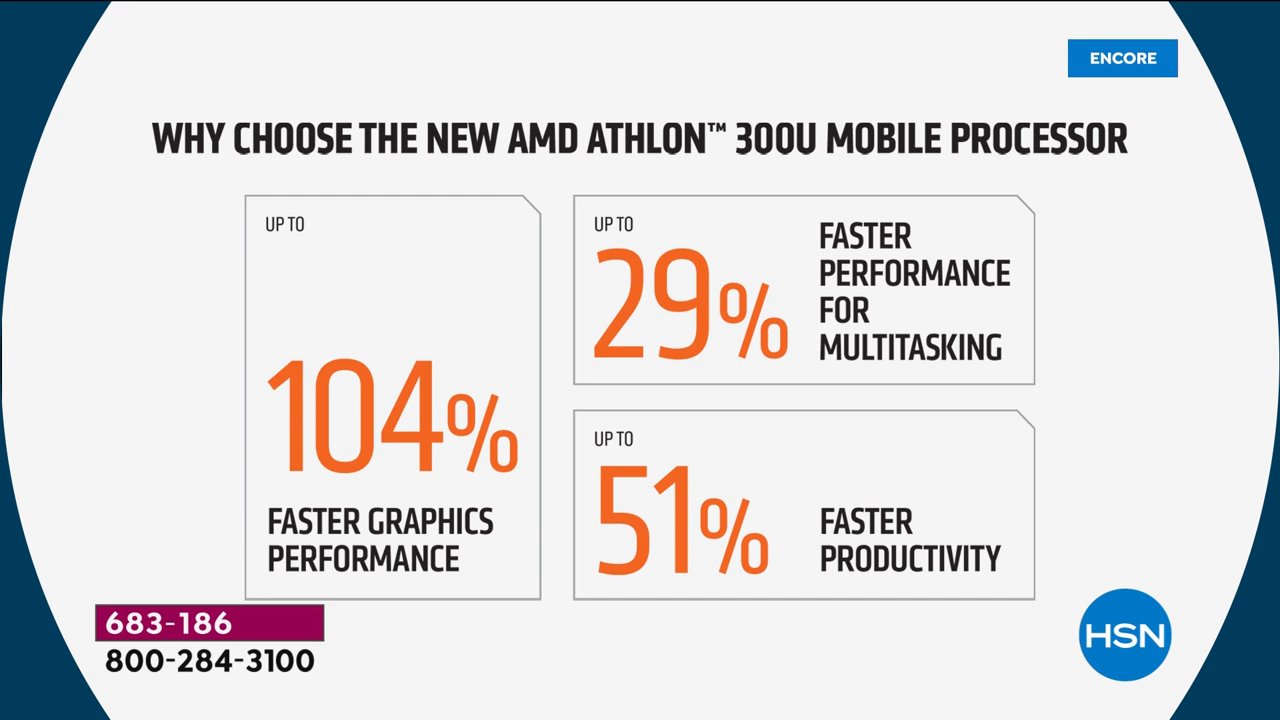 ENCORE
WHY CHOOSE THE NEW AMD ATHLON™ 300U MOBILE PROCESSOR
UP TO
104%
FASTER GRAPHICS
PERFORMANCE
UP TO
29%
FASTER
PERFORMANCE
FOR
MULTITASKING
UP TO
51%
FASTER
PRODUCTIVITY
683-186
800-284-3100
HSN